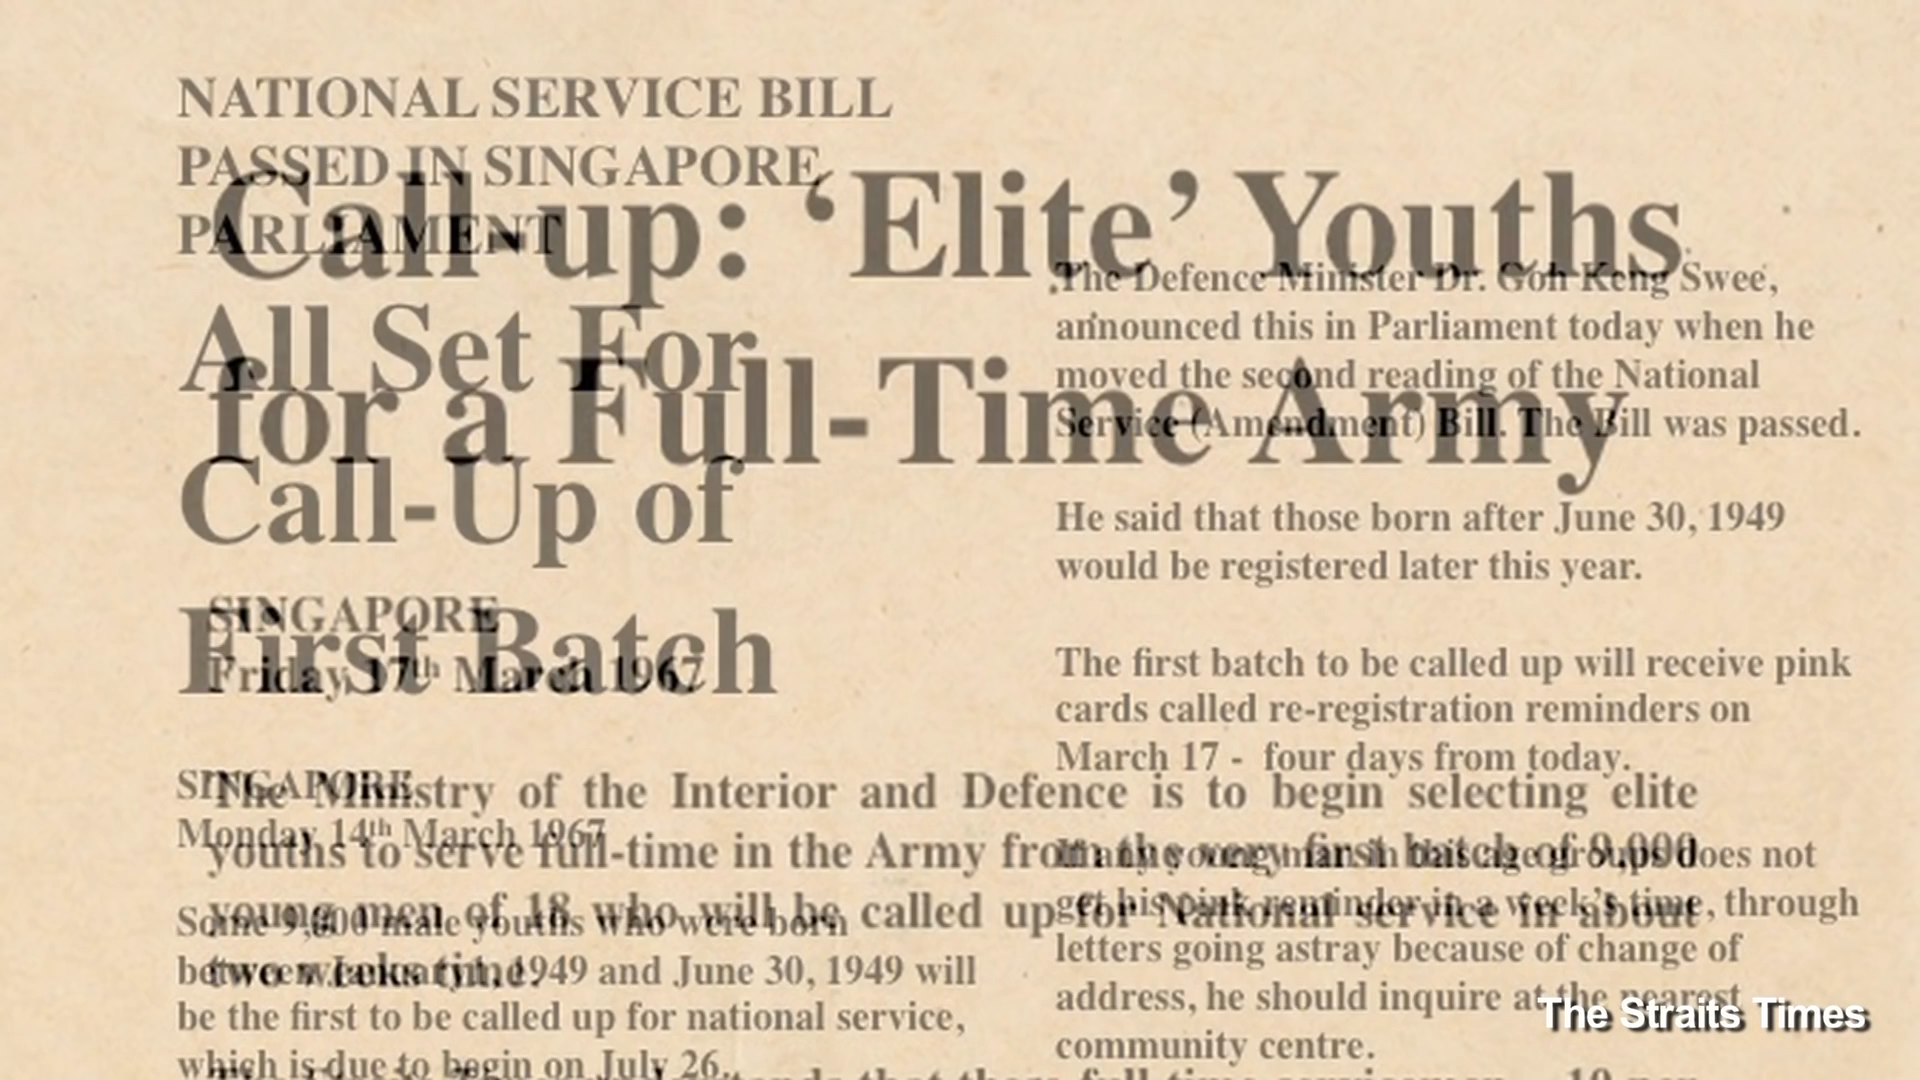 NATIONAL SERVICE BILL
PASSED IN SINGAPORE
PARLIAMENT
All Set For
Call-Up of
First Batch
SINGAPORE
Monday 14th March 1967
Some 9,000 male youths who were born
between January 1, 1949 and June 30, 1949 will
be the first to be called up for national service,
which is due to begin on July 26.
The Defence Minister Dr. Goh Keng Swee,
announced this in Parliament today when he
moved the second reading of the National
Service (Amendment) Bill. The Bill was passed.
He said that those born after June 30, 1949
would be registered later this year.
The first batch to be called up will receive pink
cards called re-registration reminders on
March 17 - four days from today.
If any young man in this age group does not
get his pink reminder in a week's time, through
letters going astray because of change of
address, he should inquire at the nearest
community centre.
Call-up: ‘Elite’ Youths
for a Full-Time Army
SINGAPORE
Friday 17th March 1967
The Ministry of the Interior and Defence is to begin selecting elite
youths to serve full-time in the Army from the very first batch of 9,000
young men of 18 who will be called up for National service in about
two weeks time.
The Straits Times